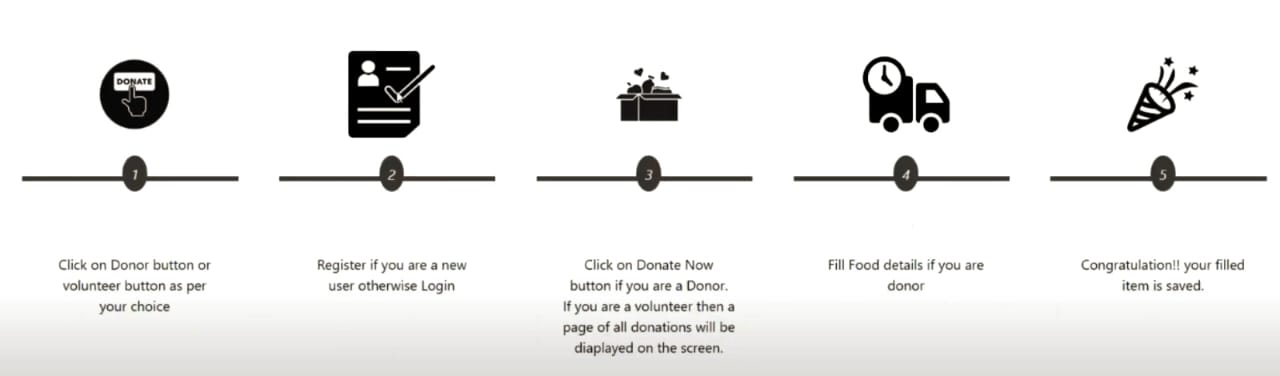 DONATE
1
2
3
4
5
Click on Donor button or
volunteer button as per
your choice
Register if you are a new
user otherwise Login
Click on Donate Now
button if you are a Donor.
If you are a volunteer then a
page of all donations will be
diaplayed on the screen.
Fill Food details if you are
donor
Congratulation!! your filled
item is saved.